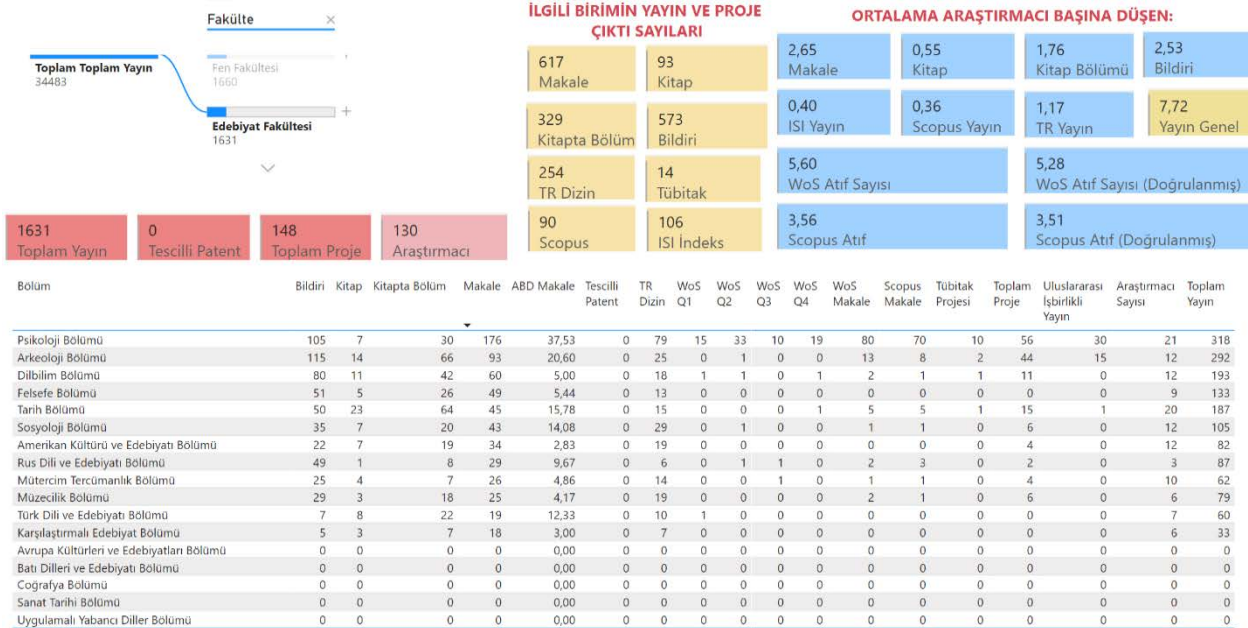 Fakülte ×
Toplam Toplam Yayın
34483
Fen Fakültesi
1660
Edebiyat Fakültesi
1631
İLGİLİ BİRİMİN YAYIN VE PROJE
ÇIKTI SAYILARI
617
Makale
93
Kitap
329
Kitapta Bölüm
573
Bildiri
254
TR Dizin
14
Tübitak
90
Scopus
106
ISI İndeks
ORTALAMA ARAŞTIRMACI BAŞINA DÜŞEN:
2,65
Makale
0,55
Kitap
1,76
Kitap Bölümü
2,53
Bildiri
0,40
ISI Yayın
0,36
Scopus Yayın
1,17
TR Yayın
7,72
Yayın Genel
5,60
WoS Atıf Sayısı
5,28
WoS Atıf Sayısı (Doğrulanmış)
3,56
Scopus Atıf
3,51
Scopus Atıf (Doğrulanmış)
1631
Toplam Yayın
0
Tescilli Patent
148
Toplam Proje
130
Araştırmacı
Bölüm Bildiri Kitap Kitapta Bölüm Makale ABD Makale Tescilli Patent TR Dizin WoS Q1 WoS Q2 WoS Q3 WoS Q4 WoS Makale Scopus Makale Tübitak Projesi Toplam Proje Uluslararası İşbirlikli Yayın Araştırmacı Sayısı Toplam Yayın
Psikoloji Bölümü 105 7 30 176 37,53 0 79 15 33 10 19 80 70 10 56 30 21 318
Arkeoloji Bölümü 115 14 66 93 20,60 0 25 0 1 0 0 13 8 2 44 15 12 292
Dilbilim Bölümü 80 11 42 60 5,00 0 18 1 1 0 1 2 1 1 11 0 12 193
Felsefe Bölümü 51 5 26 49 5,44 0 13 0 0 0 0 0 0 0 0 0 9 133
Tarih Bölümü 50 23 64 45 15,78 0 15 0 0 0 1 5 5 1 15 1 20 187
Sosyoloji Bölümü 35 7 20 43 14,08 0 29 0 1 0 0 1 1 0 6 0 12 105
Amerikan Kültürü ve Edebiyatı Bölümü 22 7 19 34 2,83 0 19 0 0 0 0 0 0 0 4 0 12 82
Rus Dili ve Edebiyatı Bölümü 49 1 8 29 9,67 0 6 0 1 1 0 2 3 0 2 0 3 87
Mütercim Tercümanlık Bölümü 25 4 7 26 4,86 0 14 0 0 1 0 1 1 0 4 0 10 62
Müzecilik Bölümü 29 3 18 25 4,17 0 19 0 0 0 0 2 1 0 6 0 6 79
Türk Dili ve Edebiyatı Bölümü 7 8 22 19 12,33 0 10 1 0 0 0 0 0 0 0 0 7 60
Karşılaştırmalı Edebiyat Bölümü 5 3 7 18 3,00 0 7 0 0 0 0 0 0 0 0 0 6 33
Avrupa Kültürleri ve Edebiyatları Bölümü 0 0 0 0 0,00 0 0 0 0 0 0 0 0 0 0 0 0 0
Batı Dilleri ve Edebiyatı Bölümü 0 0 0 0 0,00 0 0 0 0 0 0 0 0 0 0 0 0 0
Coğrafya Bölümü 0 0 0 0 0,00 0 0 0 0 0 0 0 0 0 0 0 0 0
Sanat Tarihi Bölümü 0 0 0 0 0,00 0 0 0 0 0 0 0 0 0 0 0 0 0
Uygulamalı Yabancı Diller Bölümü 0 0 0 0 0,00 0 0 0 0 0 0 0 0 0 0 0 0 0